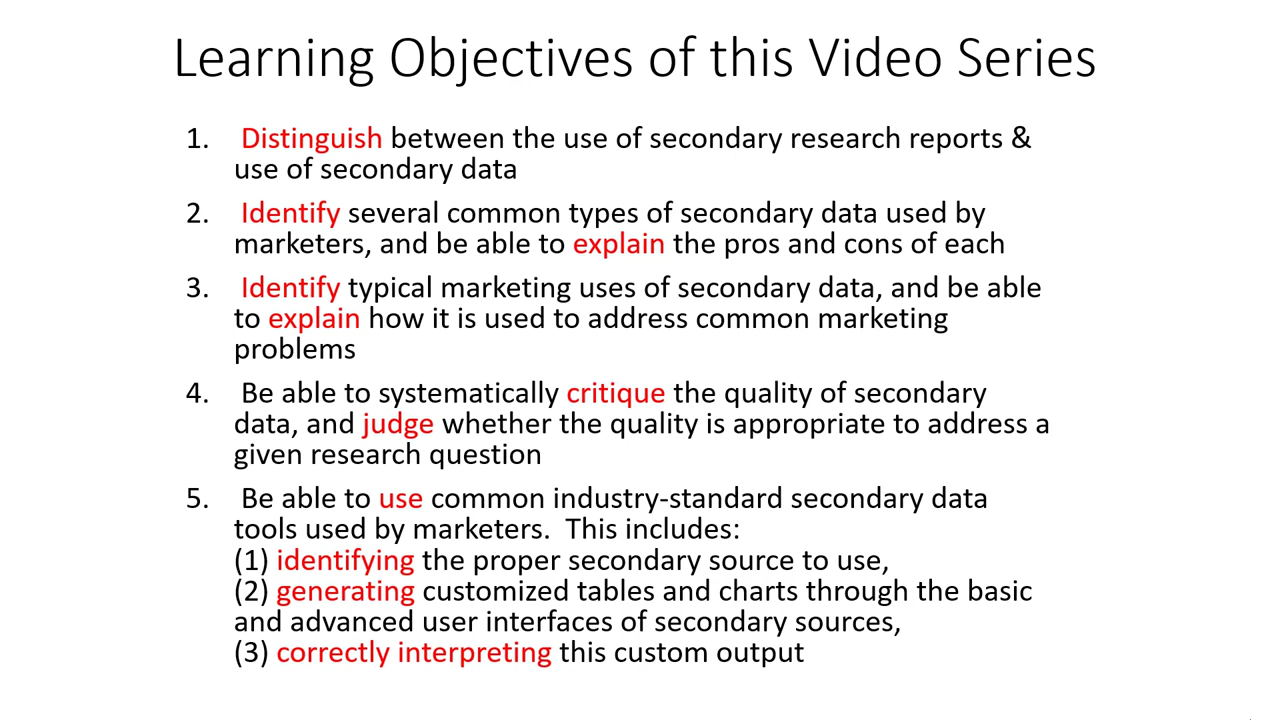 Learning Objectives of this Video Series
1. Distinguish between the use of secondary research reports &
use of secondary data
2. Identify several common types of secondary data used by
marketers, and be able to explain the pros and cons of each
3. Identify typical marketing uses of secondary data, and be able
to explain how it is used to address common marketing
problems
4. Be able to systematically critique the quality of secondary
data, and judge whether the quality is appropriate to address a
given research question
5. Be able to use common industry-standard secondary data
tools used by marketers.  This includes:
(1) identifying the proper secondary source to use,
(2) generating customized tables and charts through the basic
and advanced user interfaces of secondary sources,
(3) correctly interpreting this custom output